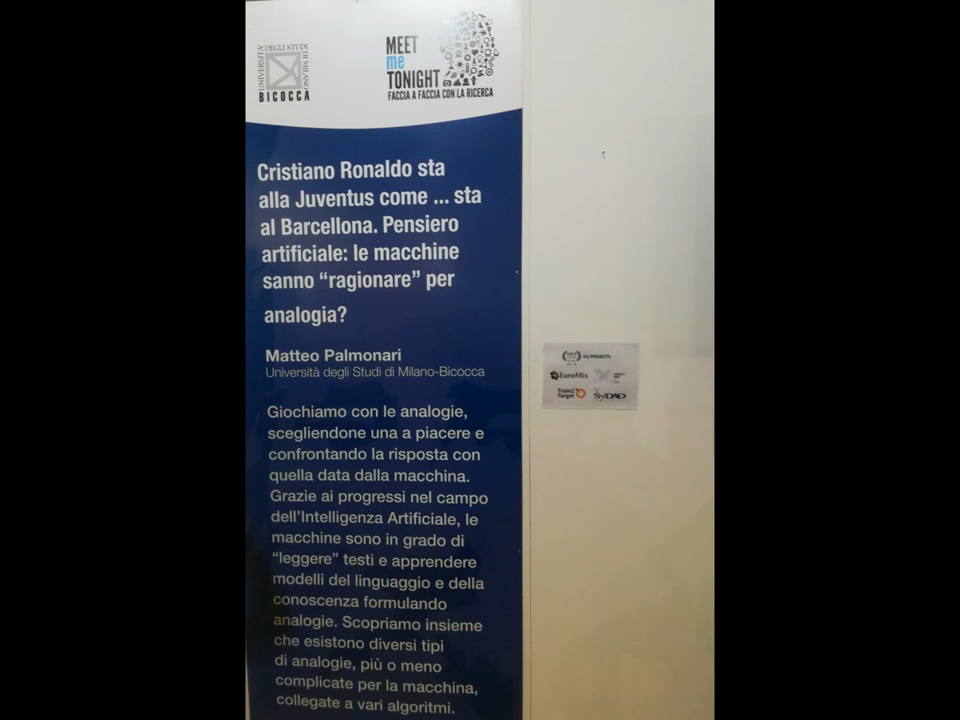 UNIVERSITÀ DEGLI STUDI DI MILANO
BICOCCA
MEET
me
TONIGHT
FACCIA A FACCIA CON LA RICERCA
Cristiano Ronaldo sta
alla Juventus come ... sta
al Barcellona. Pensiero
artificiale: le macchine
sanno “ragionare” per
analogia?
Matteo Palmonari
Università degli Studi di Milano-Bicocca
Giochiamo con le analogie,
scegliendone una a piacere e
confrontando la risposta con
quella data dalla macchina.
Grazie ai progressi nel campo
dell'Intelligenza Artificiale, le
macchine sono in grado di
“leggere” testi e apprendere
modelli del linguaggio e della
conoscenza formulando
analogie. Scopriamo insieme
che esistono diversi tipi
di analogie, più o meno
complicate per la macchina,
collegate a vari algoritmi.
EU PROJECTS
EuroMix
Train2
Target
SyDAD